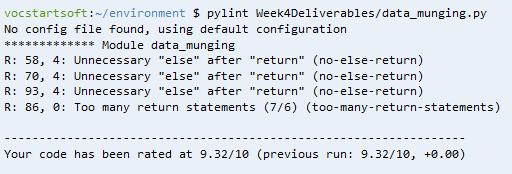 vocstartsoft:~/environment $ pylint Week4Deliverables/data_munging.py
No config file found, using default configuration
************* Module data_munging
R: 58, 4: Unnecessary "else" after "return" (no-else-return)
R: 70, 4: Unnecessary "else" after "return" (no-else-return)
R: 93, 4: Unnecessary "else" after "return" (no-else-return)
R: 86, 0: Too many return statements (7/6) (too-many-return-statements)
------------------------------------------------------------------
Your code has been rated at 9.32/10 (previous run: 9.32/10, +0.00)